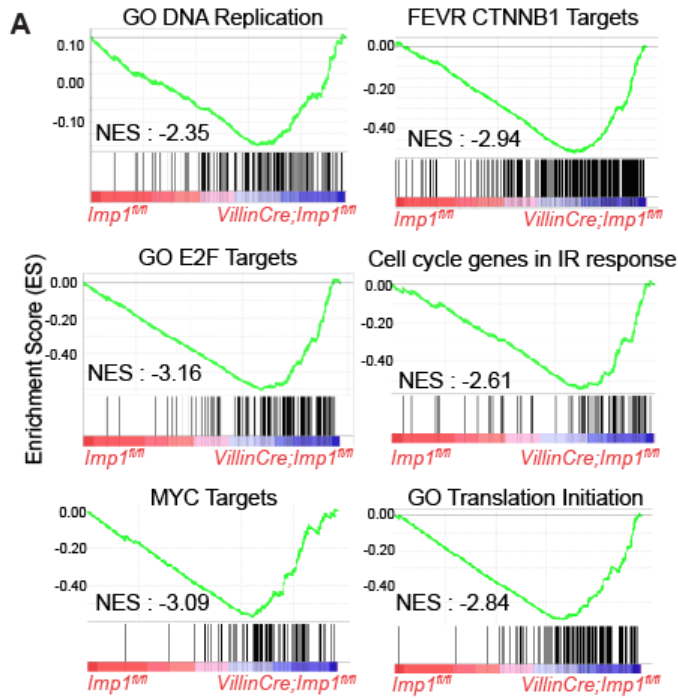 A
GO DNA Replication
0.10
0.00
-0.10
NES : -2.35
Imp1fl/fl
VillinCre;Imp1fl/fl
FEVR CTNNB1 Targets
0.00
-0.20
-0.40
NES : -2.94
Imp1fl/fl
VillinCre;Imp1fl/fl
Enrichment Score (ES)
GO E2F Targets
0.00
-0.20
-0.40
NES : -3.16
Imp1fl/fl
VillinCre;Imp1fl/fl
Cell cycle genes in IR response
0.00
-0.20
-0.40
NES : -2.61
Imp1fl/fl
VillinCre;Imp1fl/fl
MYC Targets
0.00
-0.20
-0.40
NES : -3.09
Imp1fl/fl
VillinCre;Imp1fl/fl
GO Translation Initiation
0.00
-0.20
-0.40
NES : -2.84
Imp1fl/fl
VillinCre;Imp1fl/fl